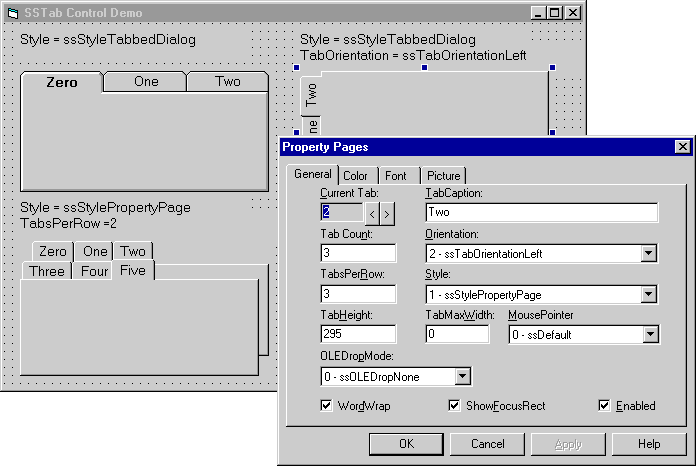 SSTab Control Demo
Style = ssStyleTabbedDialog
Zero One Two
Style = ssStylePropertyPage
TabsPerRow =2
Zero One Two
Three Four Five
Style = ssStyleTabbedDialog
TabOrientation = ssTabOrientationLeft
Two
ne
Property Pages
General Color Font Picture
Current Tab: TabCaption:
2 < > Two
Tab Count: Orientation:
3 2 - ssTabOrientationLeft
TabsPerRow: Style:
3 1 - ssStylePropertyPage
TabHeight: TabMaxWidth: MousePointer
295 0 0 - ssDefault
OLEDropMode:
0 - ssOLEDropNone
WordWrap ShowFocusRect Enabled
OK Cancel Apply Help